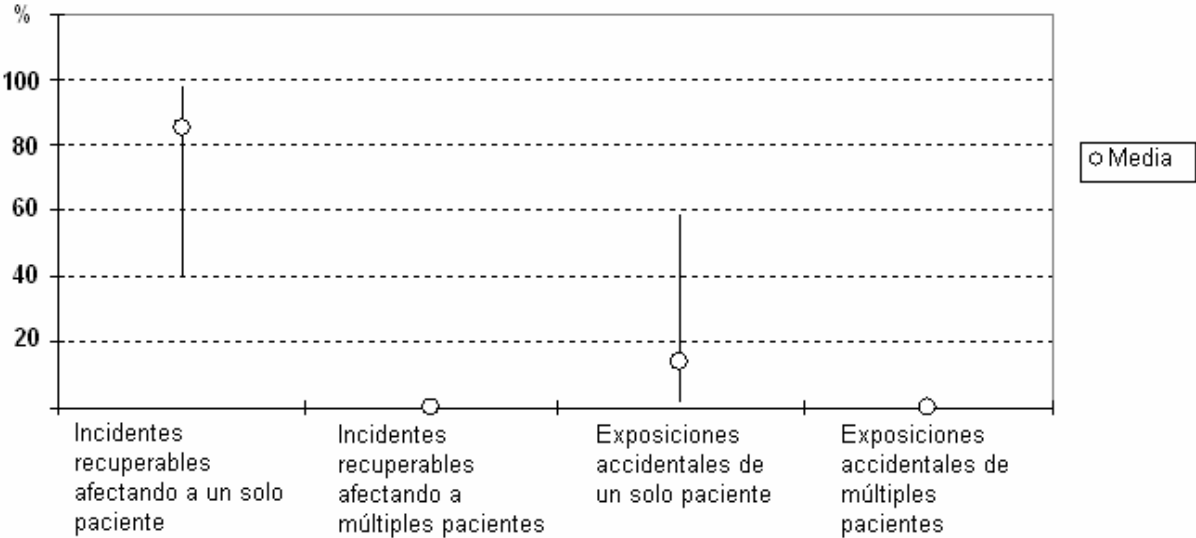 %
100
80
60
40
20
Media
Incidentes
recuperables
afectando a un solo
paciente
Incidentes
recuperables
afectando a
múltiples pacientes
Exposiciones
accidentales de
un solo paciente
Exposiciones
accidentales de
múltiples
pacientes